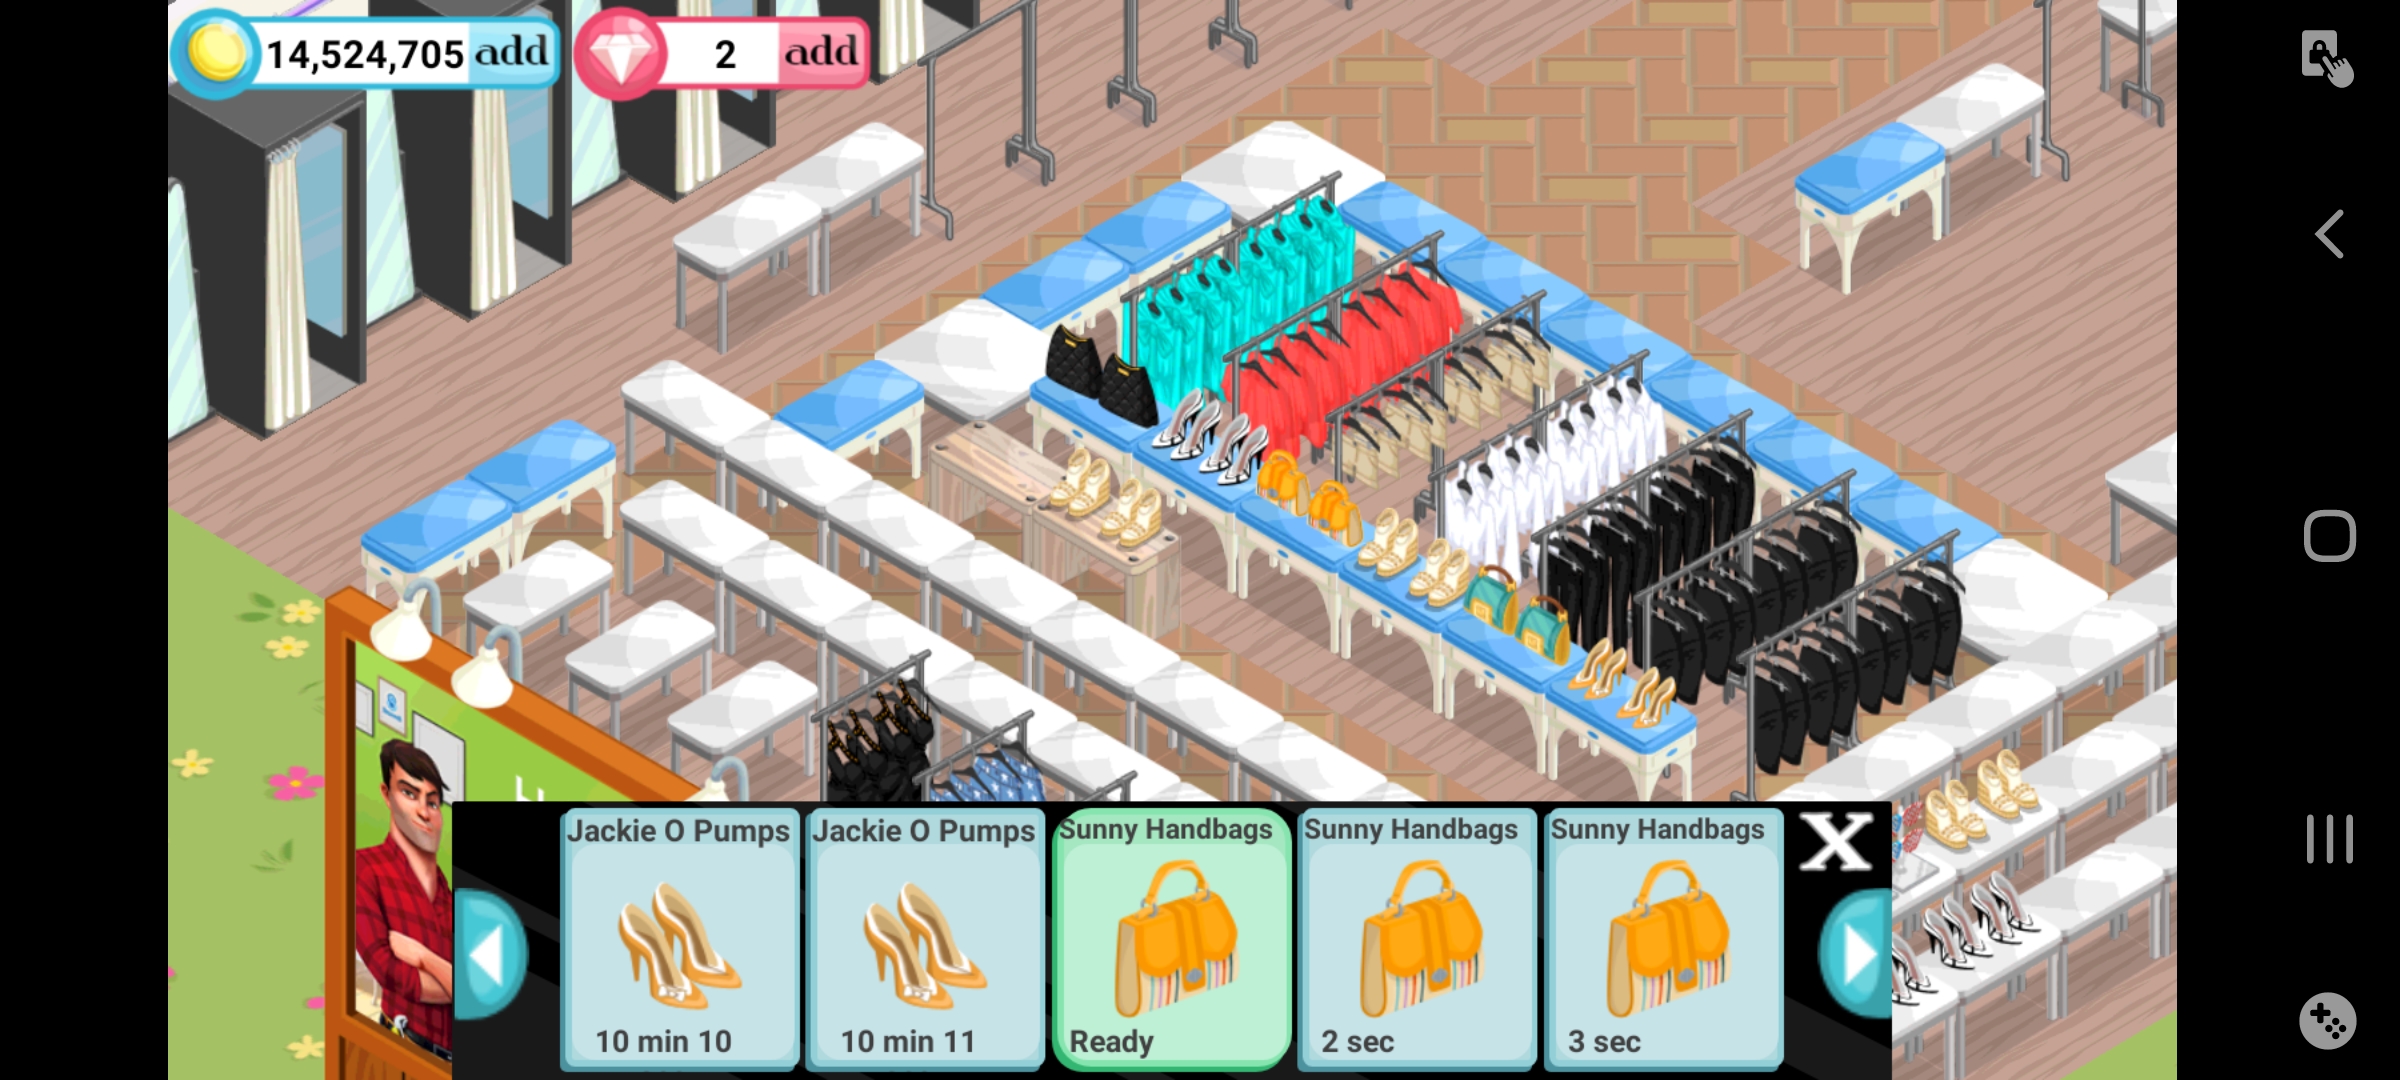 14,524,705 add
2 add
Jackie O Pumps
10 min 10
Jackie O Pumps
10 min 11
Sunny Handbags
Ready
Sunny Handbags
2 sec
Sunny Handbags
3 sec
X